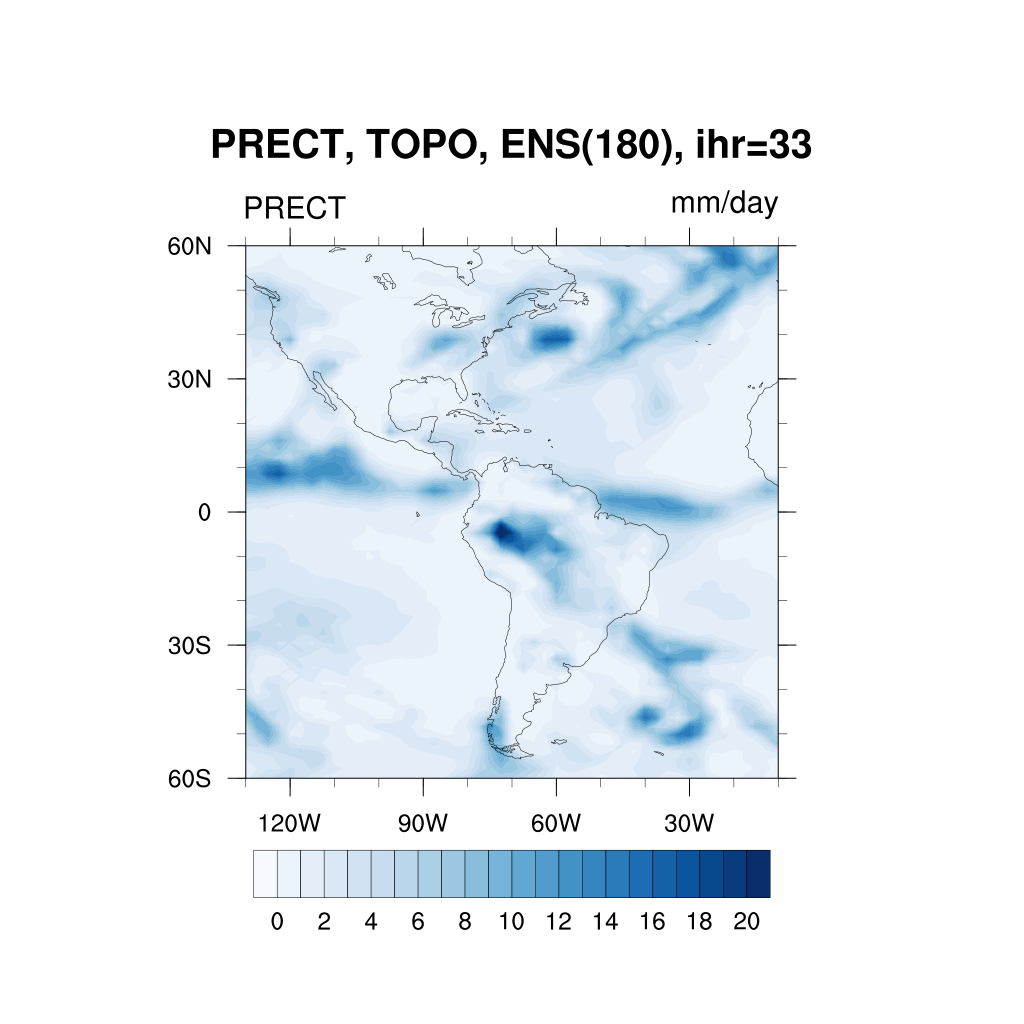 PRECT, TOPO, ENS(180), ihr=33
PRECT mm/day
60N
30N
0
30S
60S
120W 90W 60W 30W
0 2 4 6 8 10 12 14 16 18 20